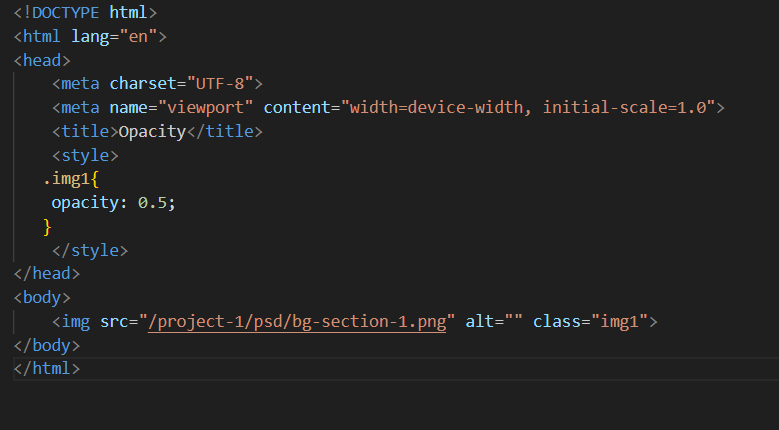 <!DOCTYPE html>
<html lang="en">
<head>
    <meta charset="UTF-8">
    <meta name="viewport" content="width=device-width, initial-scale=1.0">
    <title>Opacity</title>
    <style>
   .img1{
    opacity: 0.5;
   }
    </style>
</head>
<body>
    <img src="/project-1/psd/bg-section-1.png" alt="" class="img1">
</body>
</html>